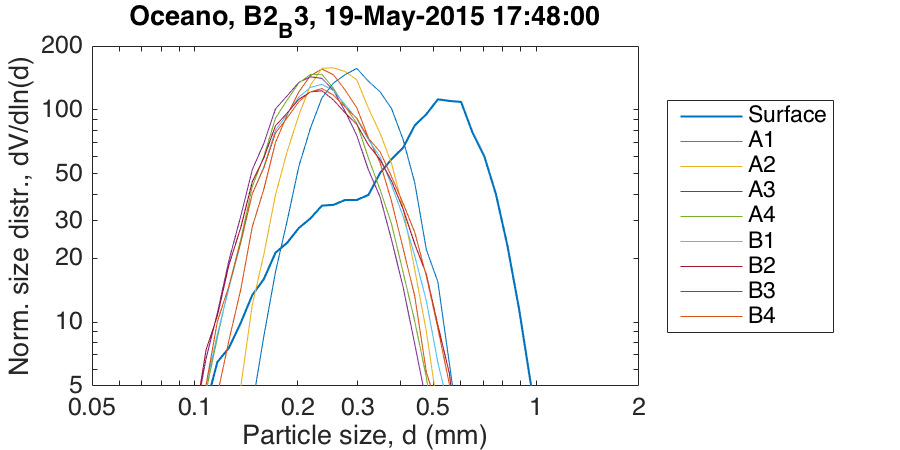 Oceano, B2_B3, 19-May-2015 17:48:00
Norm. size distr., dV/dln(d)
200
100
50
30
20
10
5
0.05 0.1 0.2 0.3 0.5 1 2
Particle size, d (mm)
Surface
A1
A2
A3
A4
B1
B2
B3
B4